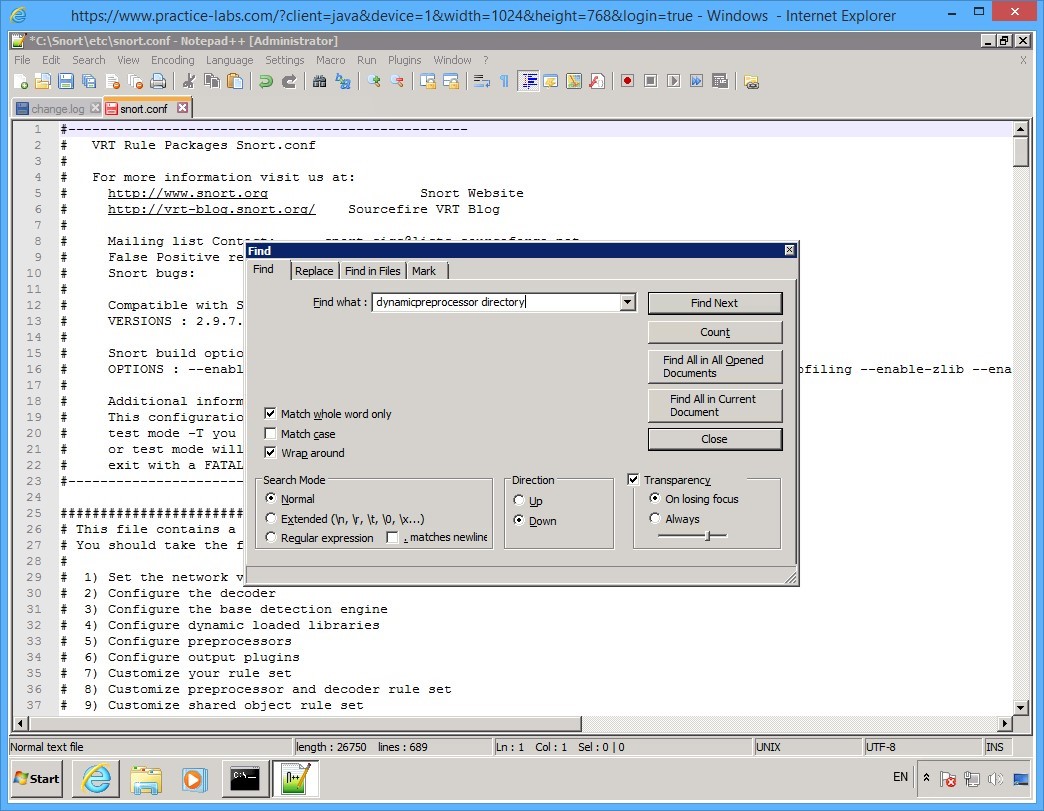 https://www.practice-labs.com/?client=java&device=1&width=1024&height=768&login=true - Windows - Internet Explorer
*C:\Snort\etc\snort.conf - Notepad++ [Administrator]
File Edit Search View Encoding Language Settings Macro Run Plugins Window ? X
change.log snort.conf
1 #--------------------------------------------------
2 # VRT Rule Packages Snort.conf
3 #
4 # For more information visit us at:
5 # http://www.snort.org Snort Website
6 # http://vrt-blog.snort.org/ Sourcefire VRT Blog
7 #
8 # Mailing list Contact: snort-sigs@lists.sourceforge.net
9 # False Positive re
10 # Snort bugs:
11 #
12 # Compatible with S
13 # VERSIONS : 2.9.7.
14 #
15 # Snort build optio
16 # OPTIONS : --enabl ofiling --enable-zlib --ena
17 #
18 # Additional inform
19 # This configuratio
20 # test mode -T you
21 # or test mode will
22 # exit with a FATAL
23 #-----------------------
24
25 #######################
26 # This file contains a
27 # You should take the f
28 #
29 # 1) Set the network v
30 # 2) Configure the decoder
31 # 3) Configure the base detection engine
32 # 4) Configure dynamic loaded libraries
33 # 5) Configure preprocessors
34 # 6) Configure output plugins
35 # 7) Customize your rule set
36 # 8) Customize preprocessor and decoder rule set
37 # 9) Customize shared object rule set
Find
Find Replace Find in Files Mark
Find what : dynamicpreprocessor directory
Find Next
Count
Find All in All Opened
Documents
Find All in Current
Document
Close
Match whole word only
Match case
Wrap around
Search Mode
Normal
Extended (\n, \r, \t, \0, \x...)
Regular expression . matches newline
Direction
Up
Down
Transparency
On losing focus
Always
Normal text file length : 26750 lines : 689 Ln : 1 Col : 1 Sel : 0 | 0 UNIX UTF-8 INS
Start EN